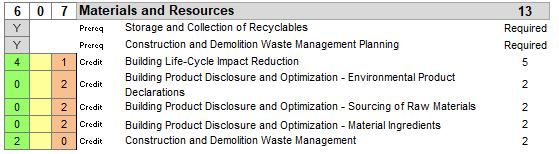 6 0 7 Materials and Resources 13
Y Prereq Storage and Collection of Recyclables Required
Y Prereq Construction and Demolition Waste Management Planning Required
4 1 Credit Building Life-Cycle Impact Reduction 5
0 2 Credit Building Product Disclosure and Optimization - Environmental Product Declarations 2
0 2 Credit Building Product Disclosure and Optimization - Sourcing of Raw Materials 2
0 2 Credit Building Product Disclosure and Optimization - Material Ingredients 2
2 0 Credit Construction and Demolition Waste Management 2